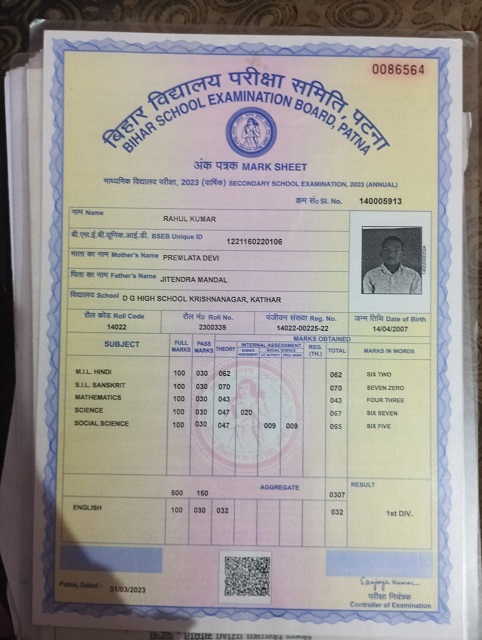 0086564
बिहार विद्यालय परीक्षा समिति, पटना
BIHAR SCHOOL EXAMINATION BOARD, PATNA
अंक पत्रक MARK SHEET
माध्यमिक विद्यालय परीक्षा, 2023 (वार्षिक) SECONDARY SCHOOL EXAMINATION, 2023 (ANNUAL)
क्रम सं० Sl. No. 140005913
नाम Name RAHUL KUMAR
बी.एस.ई.बी.यूनिक.आई.डी. BSEB Unique ID 1221160220106
माता का नाम Mother's Name PREMLATA DEVI
पिता का नाम Father's Name JITENDRA MANDAL
विद्यालय School D G HIGH SCHOOL KRISHNANAGAR, KATIHAR
रौल कोड Roll Code रौल नं० Roll No. पंजीयन संख्या Reg. No. जन्म तिथि Date of Birth
14022 2300339 14022-00225-22 14/04/2007
MARKS OBTAINED
SUBJECT FULL MARKS PASS MARKS THEORY INTERNAL ASSESSMENT REG. (TH.) TOTAL MARKS IN WORDS
M.I.L. HINDI 100 030 062 062 SIX TWO
S.I.L. SANSKRIT 100 030 070 070 SEVEN ZERO
MATHEMATICS 100 030 043 043 FOUR THREE
SCIENCE 100 030 047 020 067 SIX SEVEN
SOCIAL SCIENCE 100 030 047 009 009 065 SIX FIVE
500 150 AGGREGATE 0307 RESULT
ENGLISH 100 030 032 032 1st DIV.
Patna, Dated : 31/03/2023
Sanjay Kumar
परीक्षा नियंत्रक
Controller of Examination